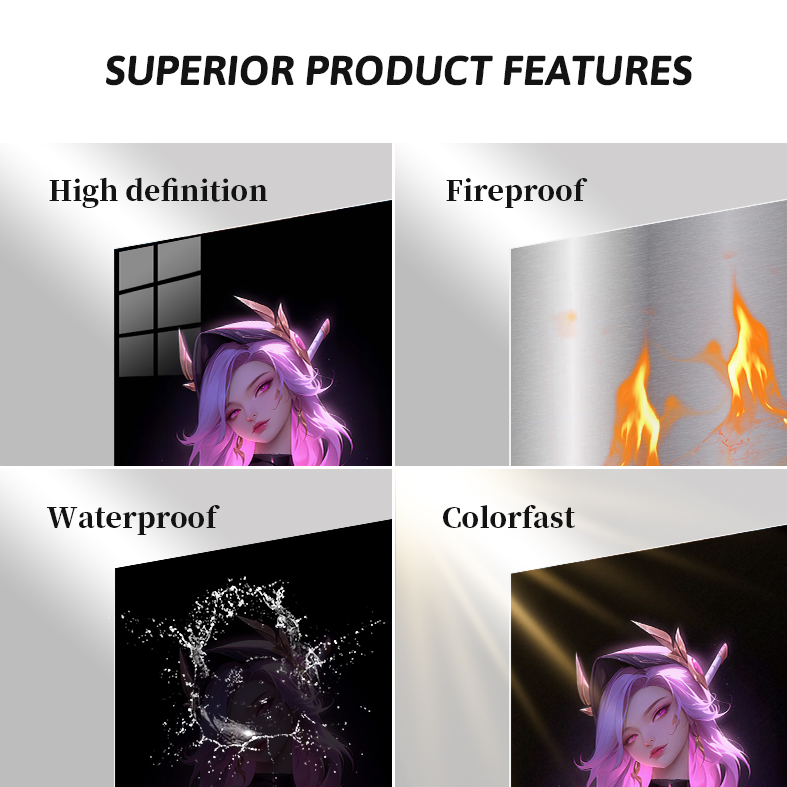 SUPERIOR PRODUCT FEATURES
High definition
Fireproof
Waterproof
Colorfast